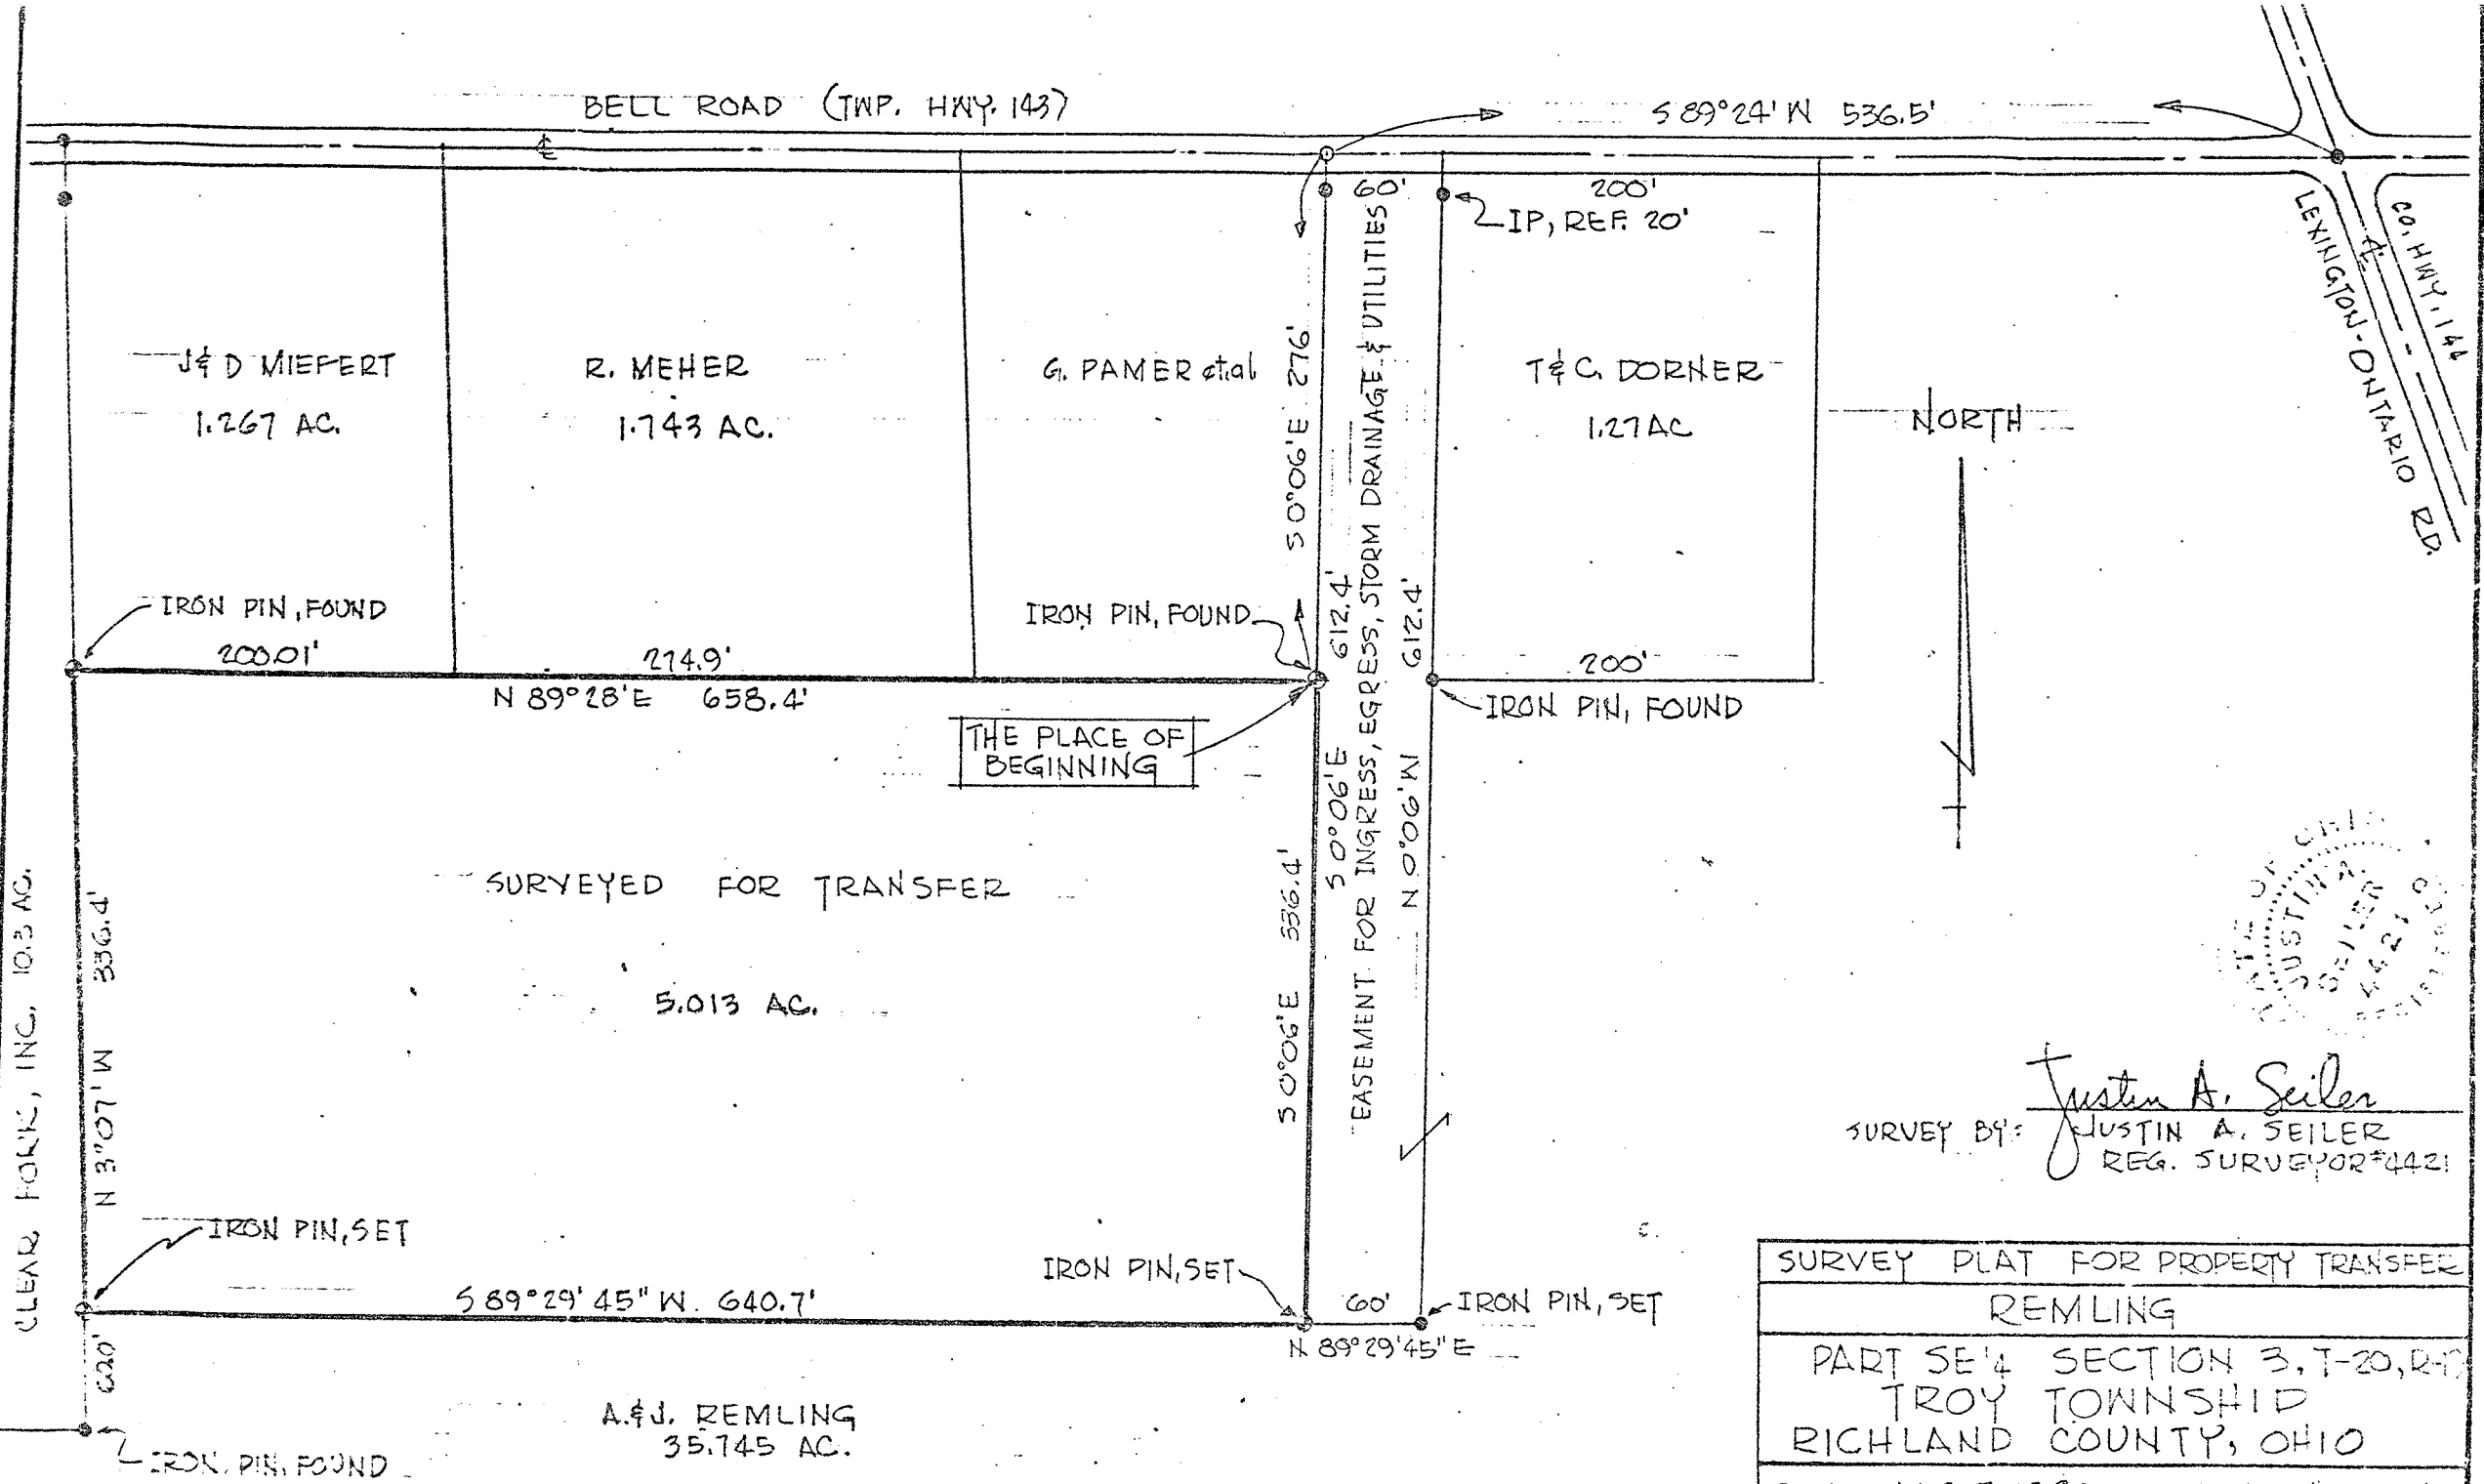 BELL ROAD (TWP. HWY. 143)
S 89°24' W 536.5'
60'
200'
IP, REF. 20'
LEXINGTON-ONTARIO RD.
CO. HWY. 144
J & D MIEFERT
1.267 AC.
R. MEHER
1.743 AC.
G. PAMER et.al
T & C. DORNER
1.27 AC
NORTH
S 0°06'E 276'
612.4'
S 0°06'E
EASEMENT FOR INGRESS, EGRESS, STORM DRAINAGE & UTILITIES
612.4'
N 0°06'W
IRON PIN, FOUND
200.01'
274.9'
N 89°28'E 658.4'
IRON PIN, FOUND
200'
IRON PIN, FOUND
THE PLACE OF
BEGINNING
SURVEYED FOR TRANSFER
5.013 AC.
CLEAR FORK, INC. 10.3 AC.
N 3°07' W 336.4'
S 0°06'E 336.4'
IRON PIN, SET
S 89°29'45" W. 640.7'
IRON PIN, SET
60'
IRON PIN, SET
N 89°29'45" E
620'
IRON PIN, FOUND
A. & J. REMLING
35.745 AC.
JUSTIN A.
SEILER
4421
Justin A. Seiler
SURVEY BY:
JUSTIN A. SEILER
REG. SURVEYOR #4421
SURVEY PLAT FOR PROPERTY TRANSFER
REMLING
PART SE 1/4 SECTION 3, T-20,
TROY TOWNSHIP
RICHLAND COUNTY, OHIO